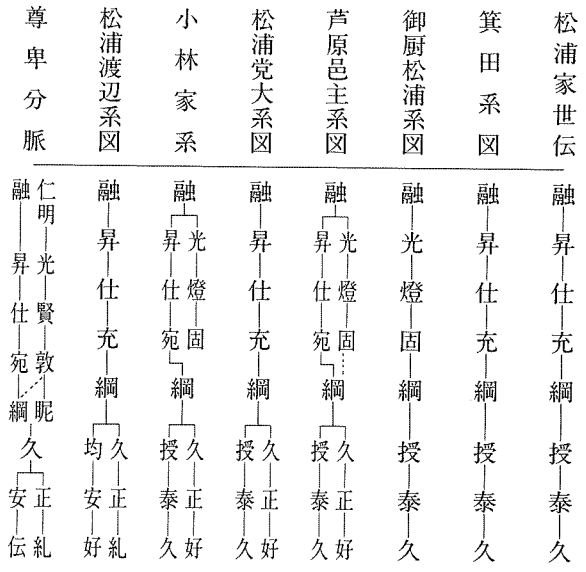 松浦家世伝
融昇仕充綱授泰久
箕田系図
融昇仕充綱授泰久
御厨松浦系図
融光燈固綱授泰久
芦原邑主系図
融
光燈固
昇仕宛
綱
久正好
授泰久
松浦党大系図
融昇仕充綱
久正好
授泰久
小林家系
融
光燈固
昇仕宛
綱
久正好
授泰久
松浦渡辺系図
融昇仕充綱
久正糺
均安好
尊卑分脈
仁明光賢敦昵
融昇仕宛綱
久
正糺
安伝